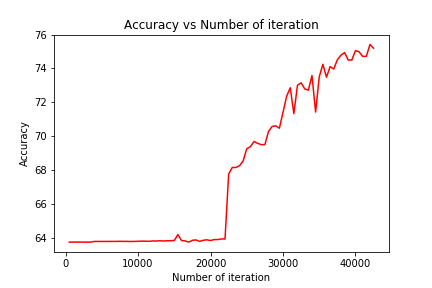 Accuracy vs Number of iteration
76
74
72
70
68
66
64
Accuracy
0 10000 20000 30000 40000
Number of iteration